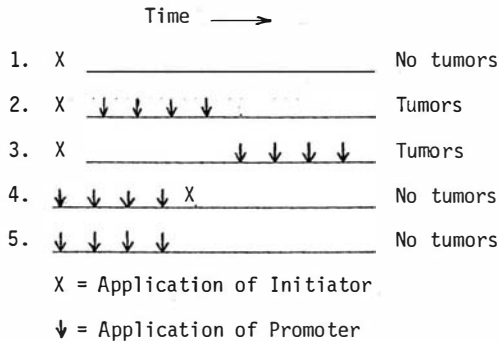 Time
1. X No tumors
2. X Tumors
3. X Tumors
4. X No tumors
5. No tumors
X = Application of Initiator
= Application of Promoter